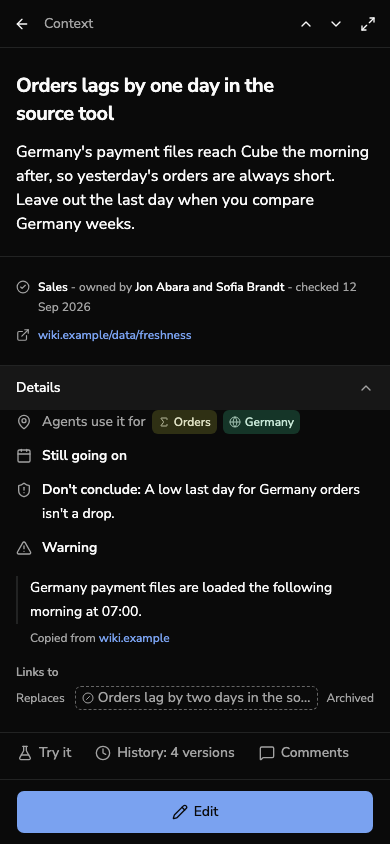 Context
Orders lags by one day in the
source tool
Germany's payment files reach Cube the morning
after, so yesterday's orders are always short.
Leave out the last day when you compare
Germany weeks.
Sales - owned by Jon Abara and Sofia Brandt - checked 12
Sep 2026
wiki.example/data/freshness
Details
Agents use it for Orders Germany
Still going on
Don't conclude: A low last day for Germany orders
isn't a drop.
Warning
Germany payment files are loaded the following
morning at 07:00.
Copied from wiki.example
Links to
Replaces Orders lag by two days in the so... Archived
Try it History: 4 versions Comments
Edit